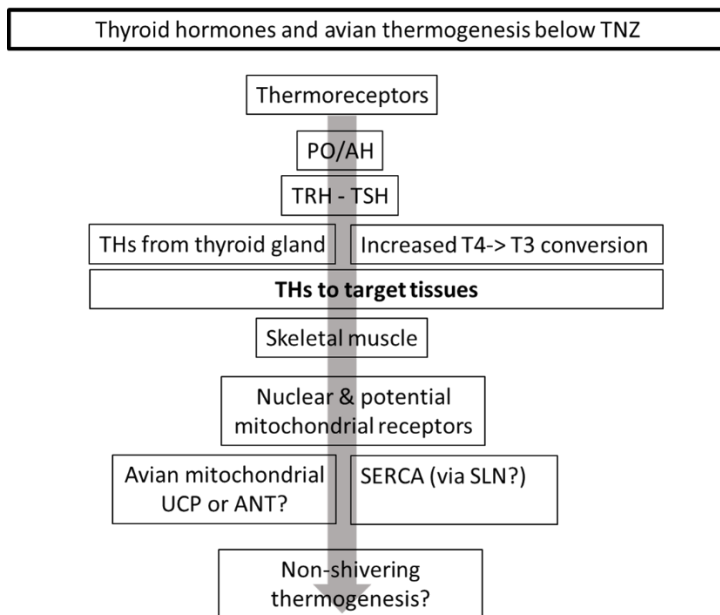 Thyroid hormones and avian thermogenesis below TNZ
Thermoreceptors
PO/AH
TRH - TSH
THs from thyroid gland
Increased T4-> T3 conversion
THs to target tissues
Skeletal muscle
Nuclear & potential
mitochondrial receptors
Avian mitochondrial
UCP or ANT?
SERCA (via SLN?)
Non-shivering
thermogenesis?